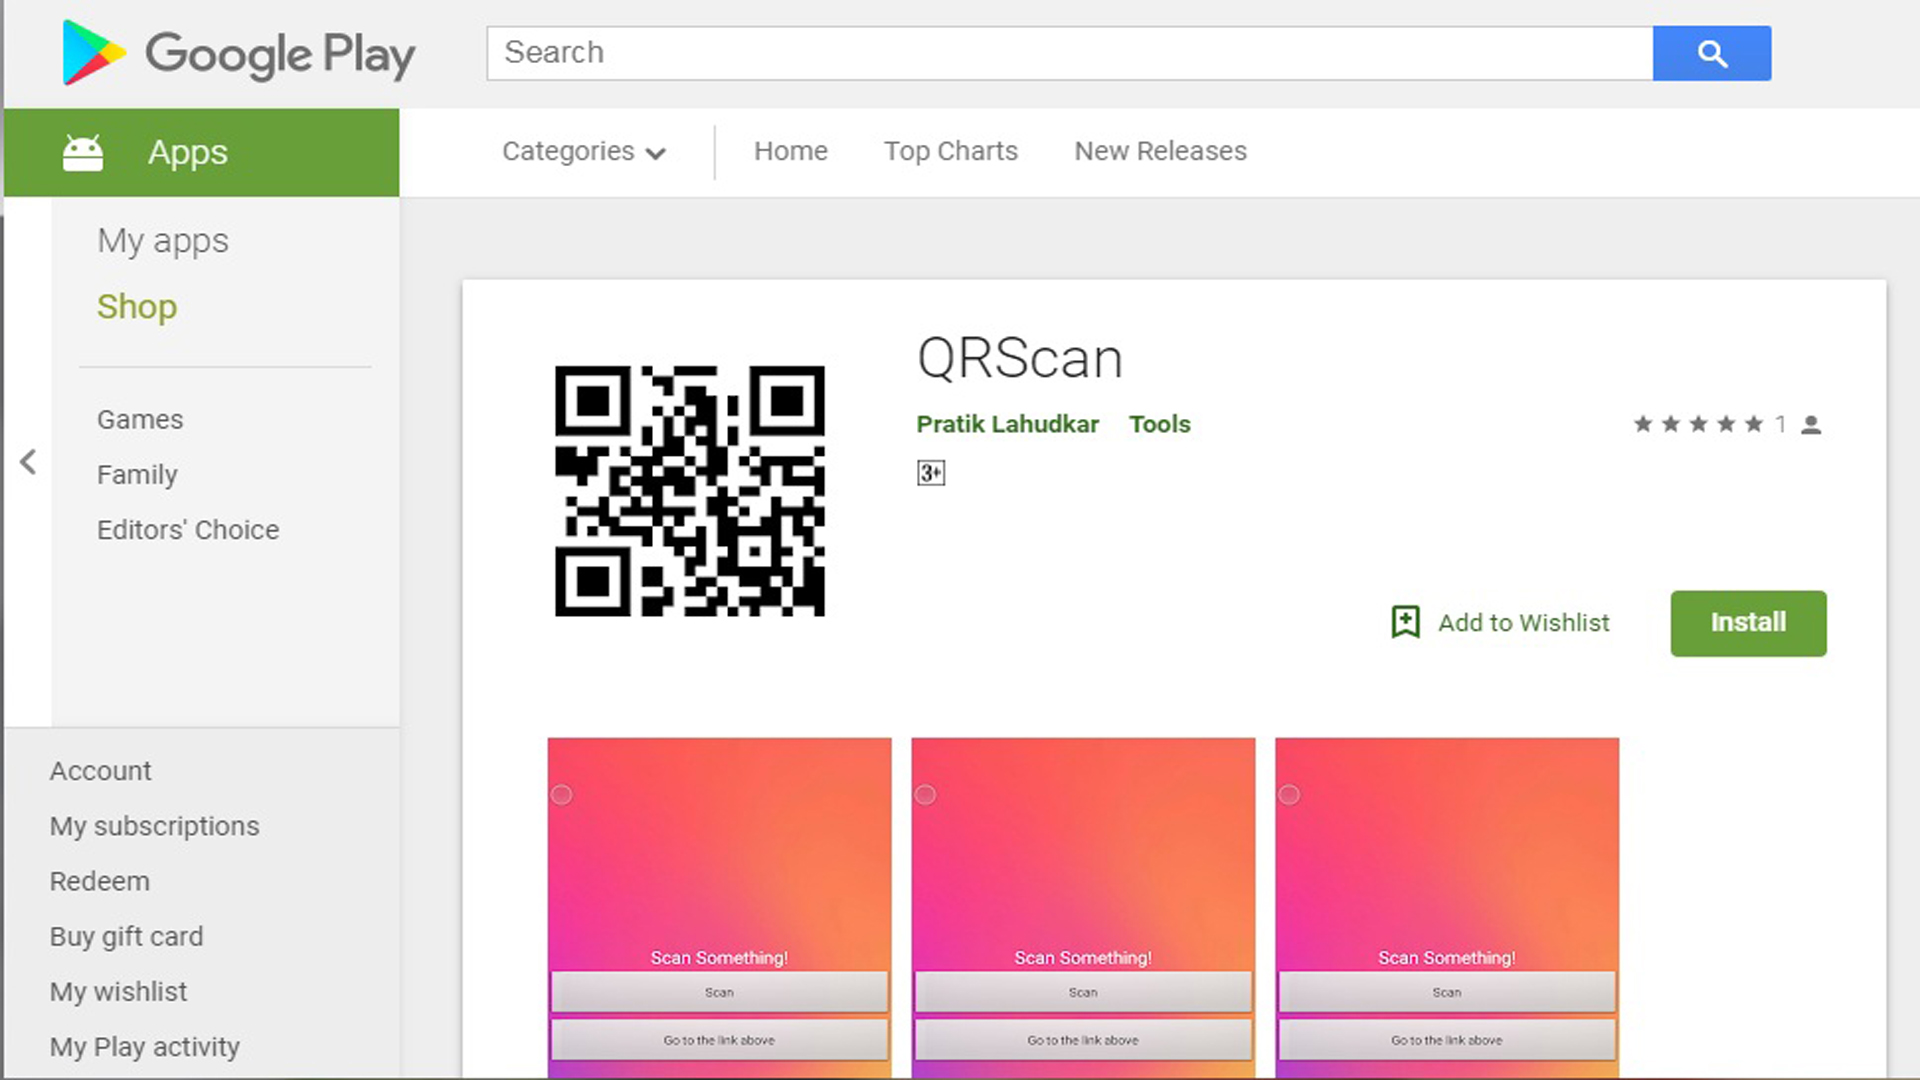 Google Play
Search
Apps
Categories
Home
Top Charts
New Releases
My apps
Shop
Games
Family
Editors' Choice
Account
My subscriptions
Redeem
Buy gift card
My wishlist
My Play activity
QRScan
Pratik Lahudkar
Tools
1
3+
Add to Wishlist
Install
Scan Something!
Scan
Go to the link above
Scan Something!
Scan
Go to the link above
Scan Something!
Scan
Go to the link above